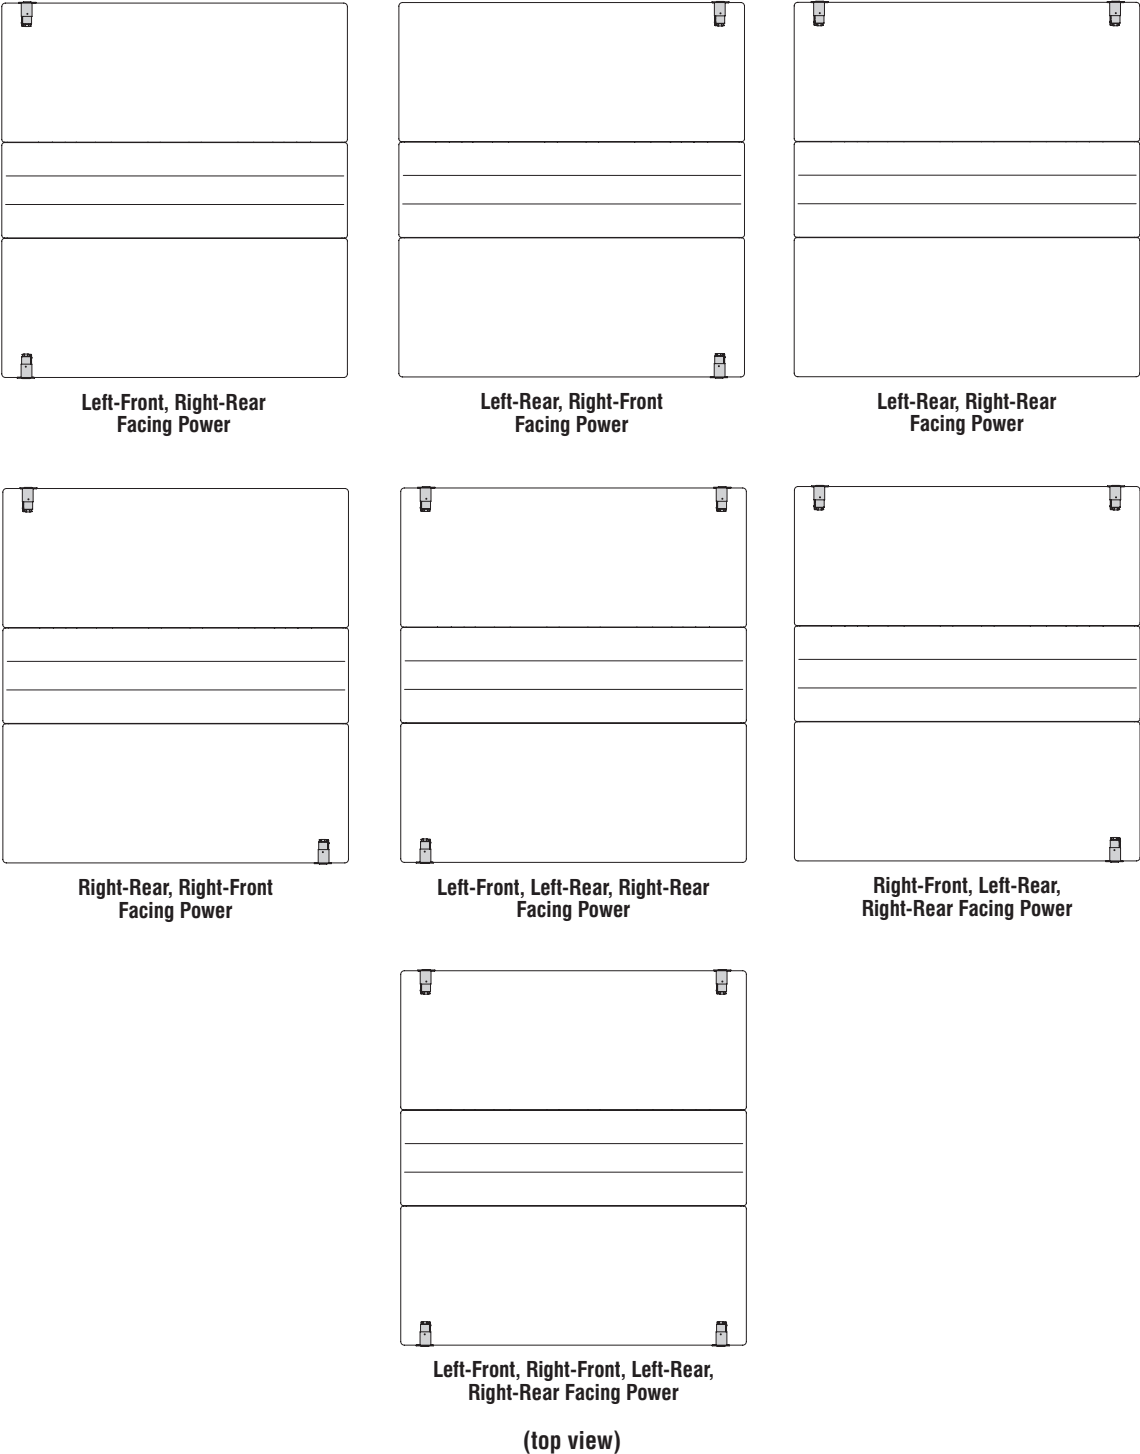 Left-Front, Right-Rear
Facing Power
Left-Rear, Right-Front
Facing Power
Left-Rear, Right-Rear
Facing Power
Right-Rear, Right-Front
Facing Power
Left-Front, Left-Rear, Right-Rear
Facing Power
Right-Front, Left-Rear,
Right-Rear Facing Power
Left-Front, Right-Front, Left-Rear,
Right-Rear Facing Power
(top view)